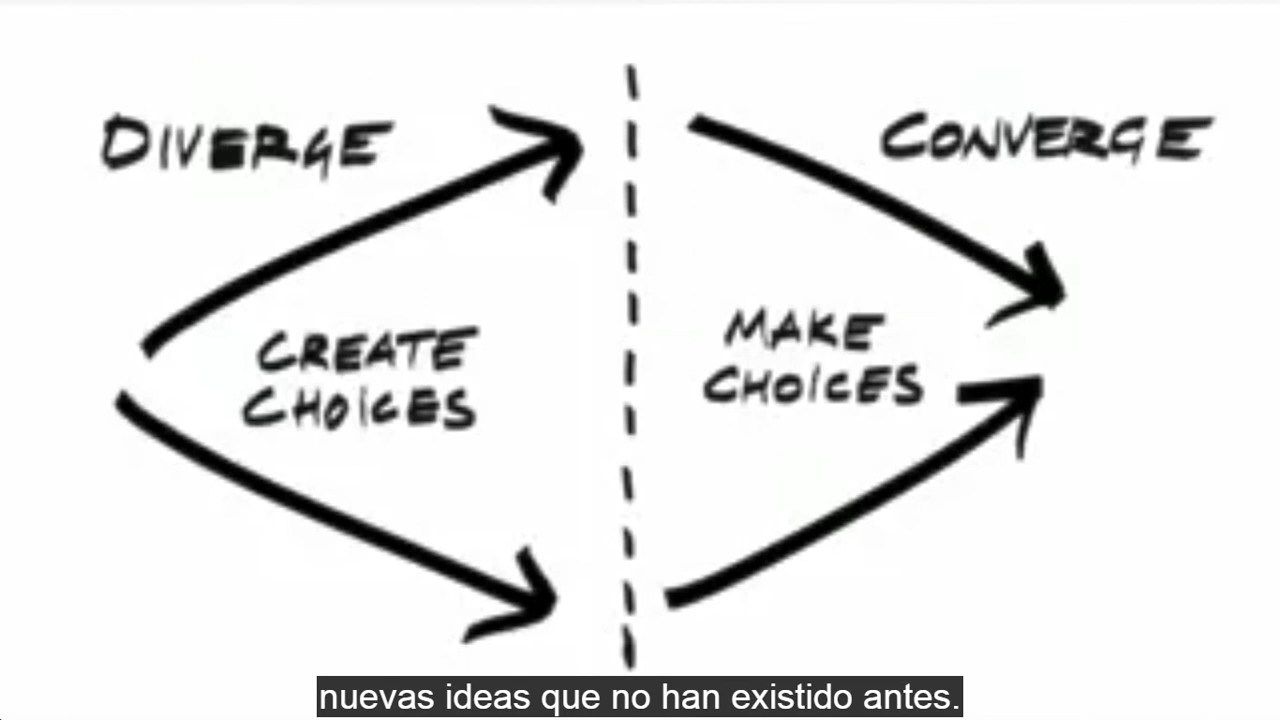 DIVERGE
CONVERGE
CREATE
CHOICES
MAKE
CHOICES
nuevas ideas que no han existido antes.